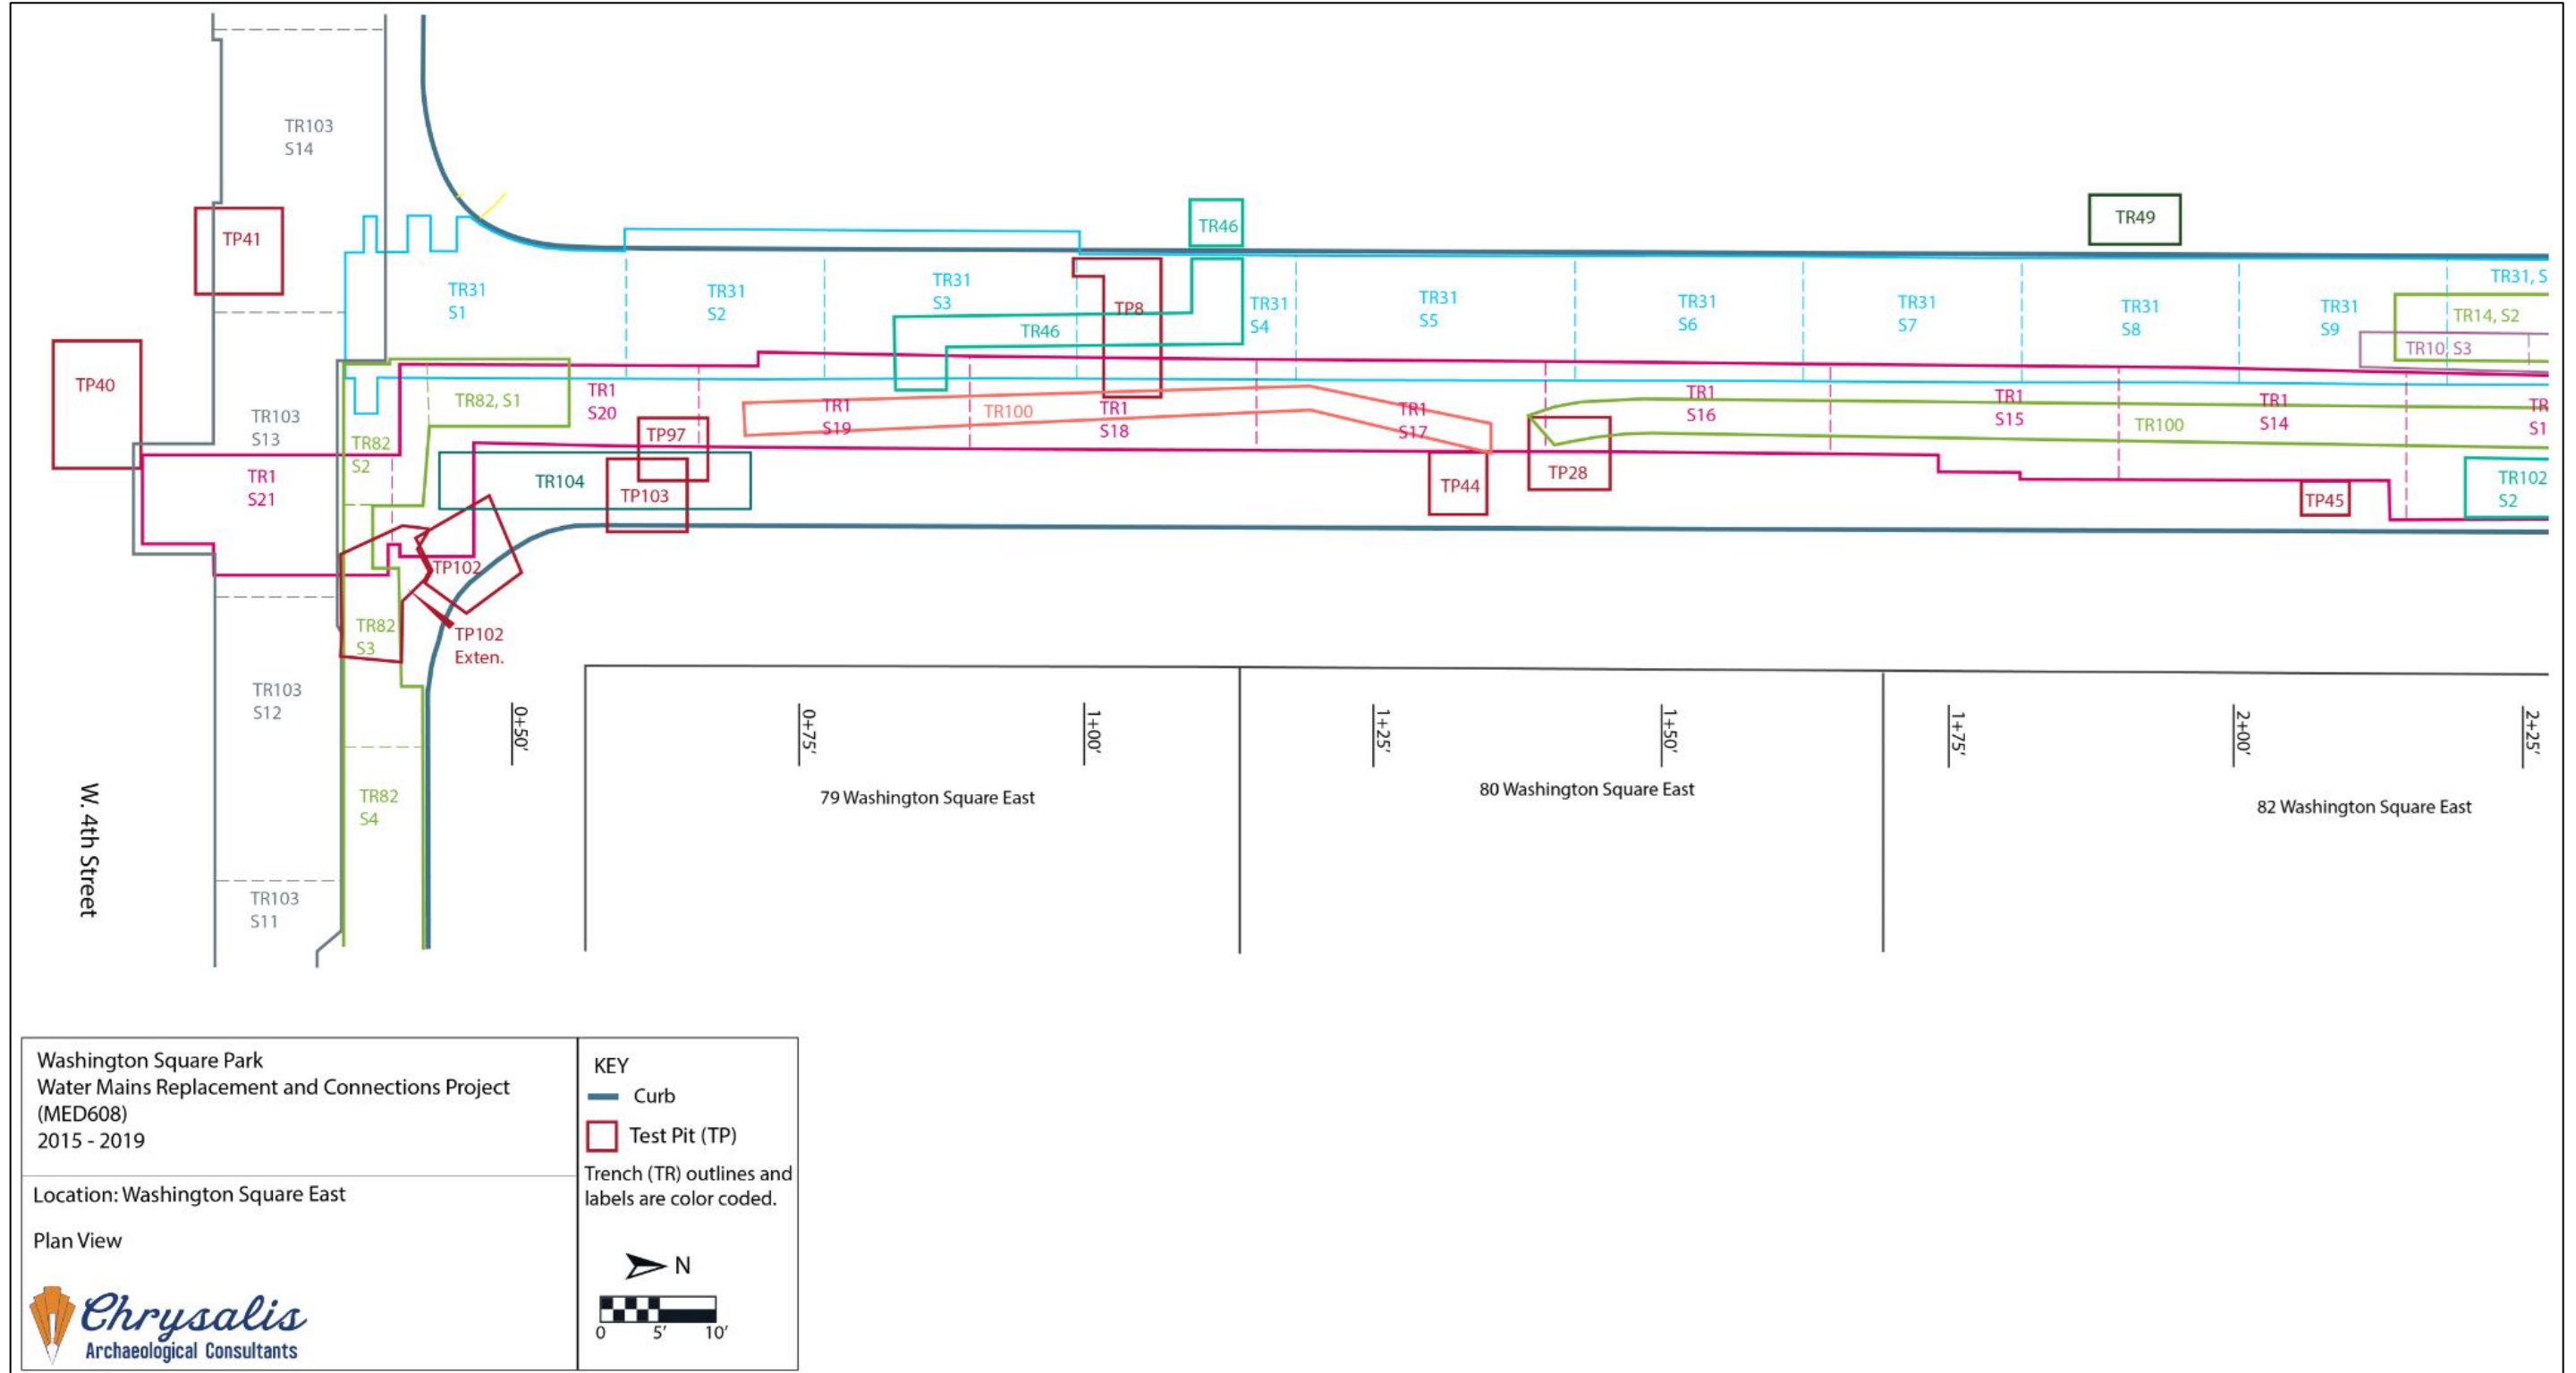 TR103
S14
TP41
TR46
TR49
TR31
S1
TR31
S2
TR31
S3
TP8
TR46
TR31
S4
TR31
S5
TR31
S6
TR31
S7
TR31
S8
TR31
S9
TR31, S
TR14, S2
TR10, S3
TP40
TR103
S13
TR82, S1
TR1
S20
TR1
S19
TR100
TR1
S18
TR1
S17
TR1
S16
TR1
S15
TR100
TR1
S14
TR
S1
TR82
S2
TP97
TR1
S21
TR104
TP103
TP44
TP28
TP45
TR102
S2
TP102
TR82
S3
TP102
Exten.
TR103
S12
0+50'
0+75'
1+00'
1+25'
1+50'
1+75'
2+00'
2+25'
W. 4th Street
TR82
S4
79 Washington Square East
80 Washington Square East
82 Washington Square East
TR103
S11
Washington Square Park
Water Mains Replacement and Connections Project
(MED608)
2015 - 2019
Location: Washington Square East
Plan View
Chrysalis
Archaeological Consultants
KEY
Curb
Test Pit (TP)
Trench (TR) outlines and
labels are color coded.
N
0 5' 10'